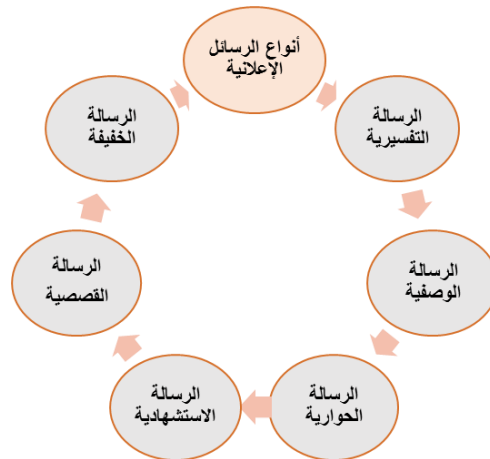 أنواع الرسائل
الإعلانية
الرسالة
التفسيرية
الرسالة
الوصفية
الرسالة
الحوارية
الرسالة
الاستشهادية
الرسالة
القصصية
الرسالة
الخفيفة